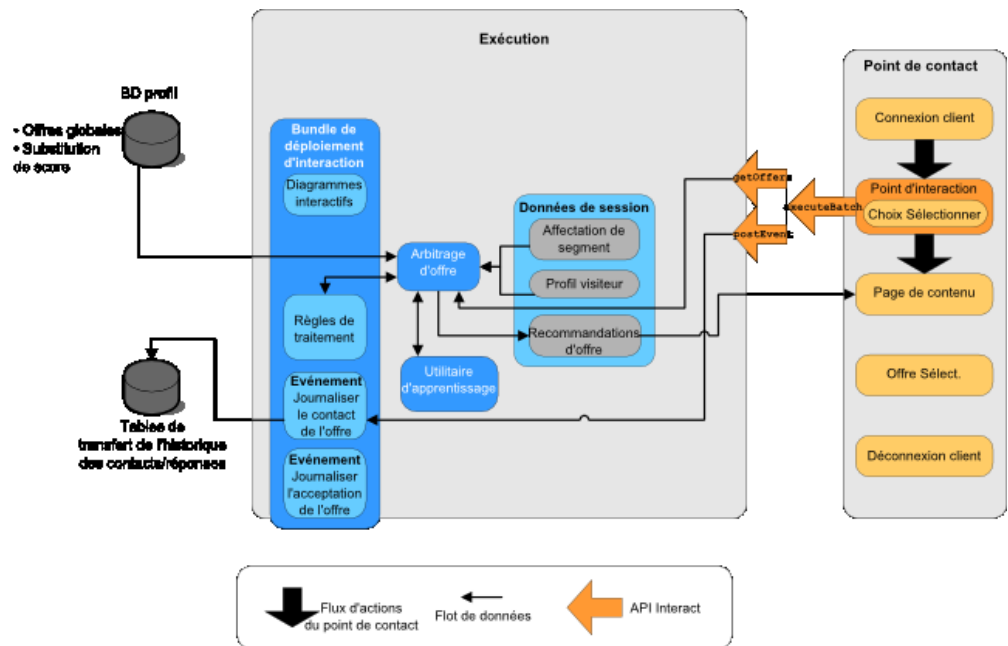 Exécution
Point de contact
BD profil
• Offres globales
• Substitution
de score
Bundle de
déploiement
d'interaction
Diagrammes
interactifs
Règles de
traitement
Evénement
Journaliser
le contact
de l'offre
Evénement
Journaliser
l'acceptation
de l'offre
Arbitrage
d'offre
Utilitaire
d'apprentissage
Données de session
Affectation de
segment
Profil visiteur
Recommandations
d'offre
getOffers
postEvent
executeBatch
Connexion client
Point d'interaction
Choix Sélectionner
Page de contenu
Offre Sélect.
Déconnexion client
Tables de
transfert de l'historique
des contacts/réponses
Flux d'actions
du point de contact
Flot de données
API Interact